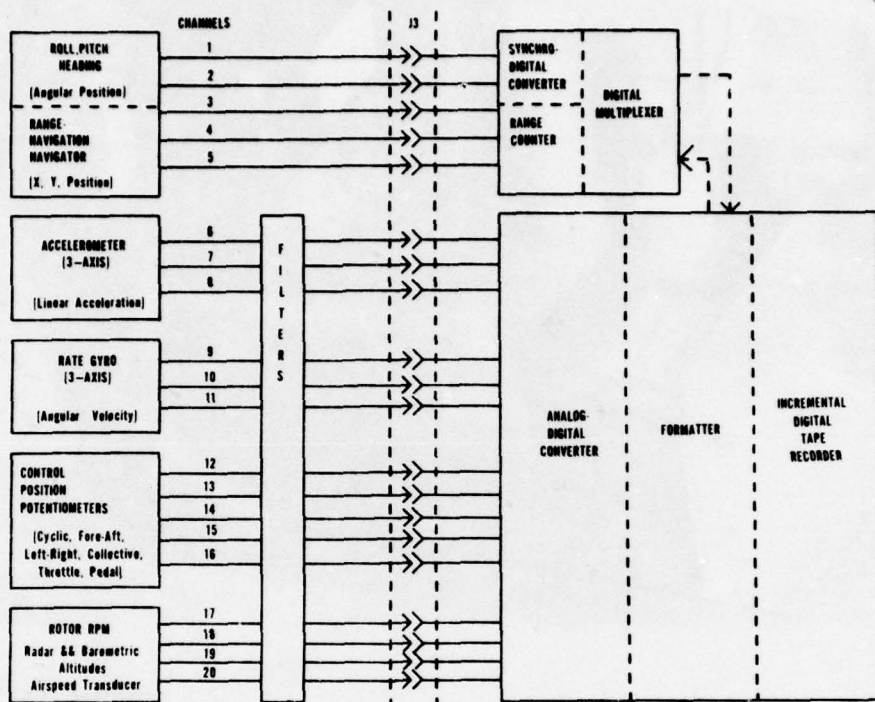 CHANNELS
J3
ROLL, PITCH
HEADING
(Angular Position)
RANGE-
NAVIGATION
NAVIGATOR
(X, Y, Position)
1
2
3
4
5
SYNCHRO-
DIGITAL
CONVERTER
RANGE
COUNTER
DIGITAL
MULTIPLEXER
ACCELEROMETER
(3-AXIS)
(Linear Acceleration)
6
7
8
RATE GYRO
(3-AXIS)
(Angular Velocity)
9
10
11
CONTROL
POSITION
POTENTIOMETERS
(Cyclic, Fore-Aft,
Left-Right, Collective,
Throttle, Pedal)
12
13
14
15
16
ROTOR RPM
Radar && Barometric
Altitudes
Airspeed Transducer
17
18
19
20
FILTERS
ANALOG-
DIGITAL
CONVERTER
FORMATTER
INCREMENTAL
DIGITAL
TAPE
RECORDER